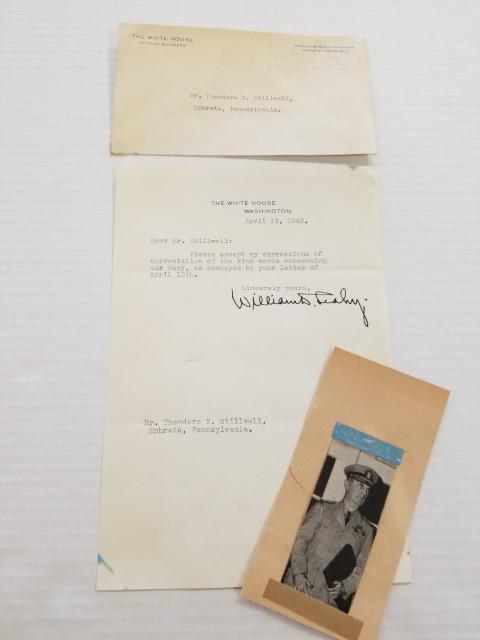 THE WHITE HOUSE
OFFICIAL BUSINESS
Mr. Theodore R. Stillwell,
Ephrata, Pennsylvania.
THE WHITE HOUSE
WASHINGTON
April 13, 1943.
Dear Mr. Stillwell:
Please accept my expressions of
appreciation of the kind words concerning
our Navy, as conveyed by your letter of
April 10th.
Sincerely yours,
William D. Leahy.
Mr. Theodore R. Stillwell,
Ephrata, Pennsylvania.